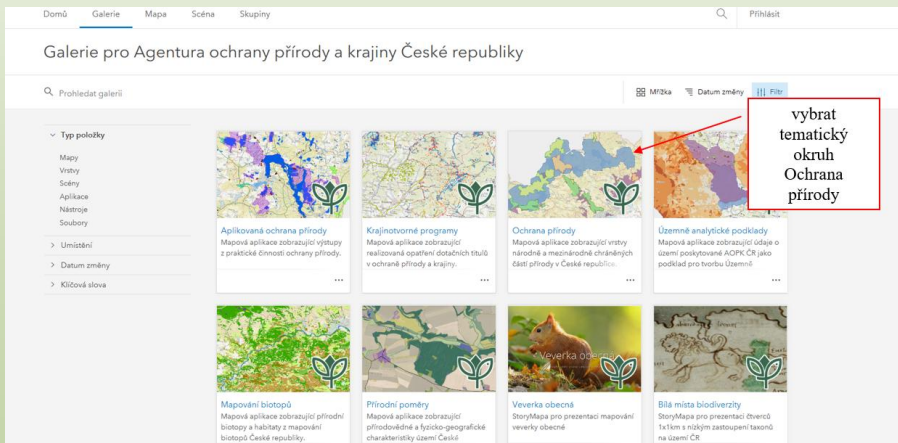 Domů Galerie Mapa Scéna Skupiny Přihlásit
Galerie pro Agentura ochrany přírody a krajiny České republiky
Prohledat galerii Mřížka Datum změny Filtr
vybrat
tematický
okruh
Ochrana
přírody
Typ položky
Mapy
Vrstvy
Scény
Aplikace
Nástroje
Soubory
Umístění
Datum změny
Klíčová slova
Aplikovaná ochrana přírody
Mapová aplikace zobrazující výstupy
z praktické činnosti ochrany přírody.
Krajinotvorné programy
Mapová aplikace zobrazující
realizovaná opatření dotačních titulů
v ochraně přírody a krajiny.
Ochrana přírody
Mapová aplikace zobrazující vrstvy
národně a mezinárodně chráněných
částí přírody v České republice.
Územně analytické podklady
Mapová aplikace zobrazující údaje o
území poskytované AOPK ČR jako
podklad pro tvorbu Územně
Mapování biotopů
Mapová aplikace zobrazující přírodní
biotopy a habitaty z mapování
biotopů České republiky.
Přírodní poměry
Mapová aplikace zobrazující
přírodovědné a fyzicko-geografické
charakteristiky území České
Veverka obecná
Veverka obecná
StoryMapa pro prezentaci mapování
veverky obecné
Bílá místa biodiverzity
StoryMapa pro prezentaci čtverců
1x1km s nízkým zastoupení taxonů
na území ČR